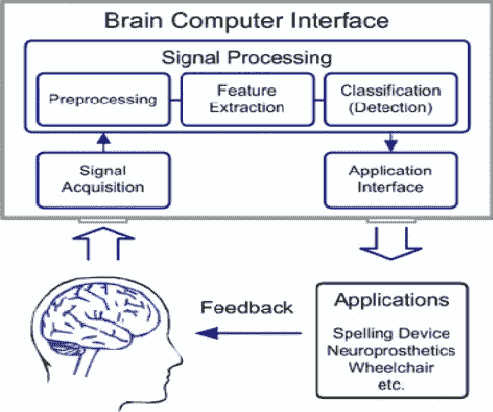 Brain Computer Interface
Signal Processing
Preprocessing
Feature
Extraction
Classification
(Detection)
Signal
Acquisition
Application
Interface
Feedback
Applications
Spelling Device
Neuroprosthetics
Wheelchair
etc.